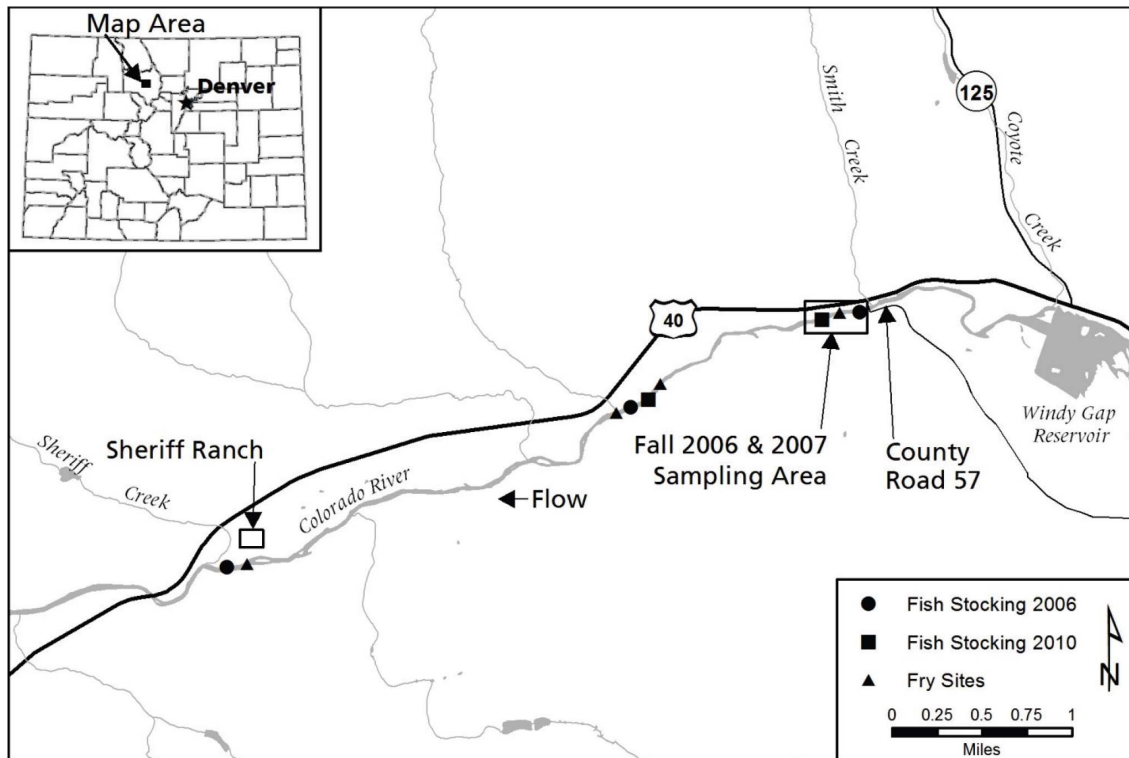 Map Area
Denver
125
Smith
Creek
Coyote
Creek
40
Windy Gap
Reservoir
Fall 2006 & 2007
Sampling Area
County
Road 57
Sheriff Ranch
Sheriff
Creek
Colorado River
Flow
Fish Stocking 2006
Fish Stocking 2010
Fry Sites
N
0 0.25 0.5 0.75 1
Miles